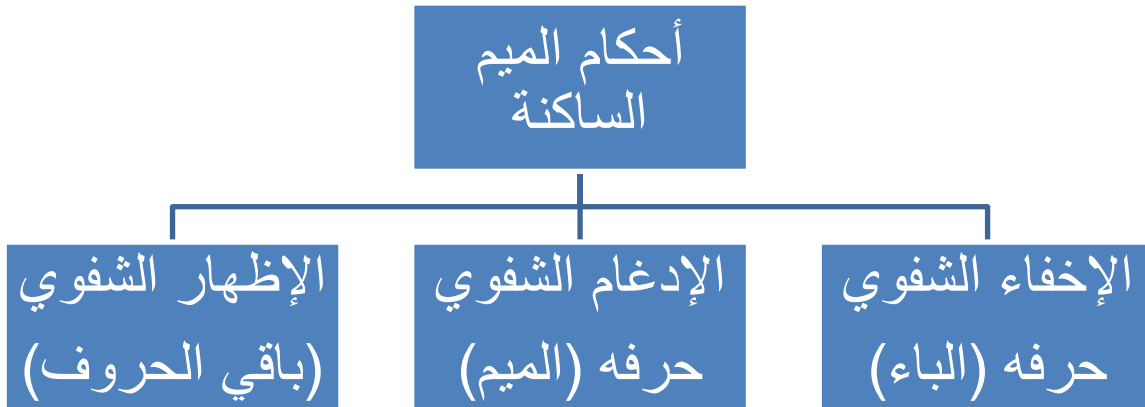 أحكام الميم
الساكنة
الإخفاء الشفوي
حرفه (الباء)
الإدغام الشفوي
حرفه (الميم)
الإظهار الشفوي
(باقي الحروف)